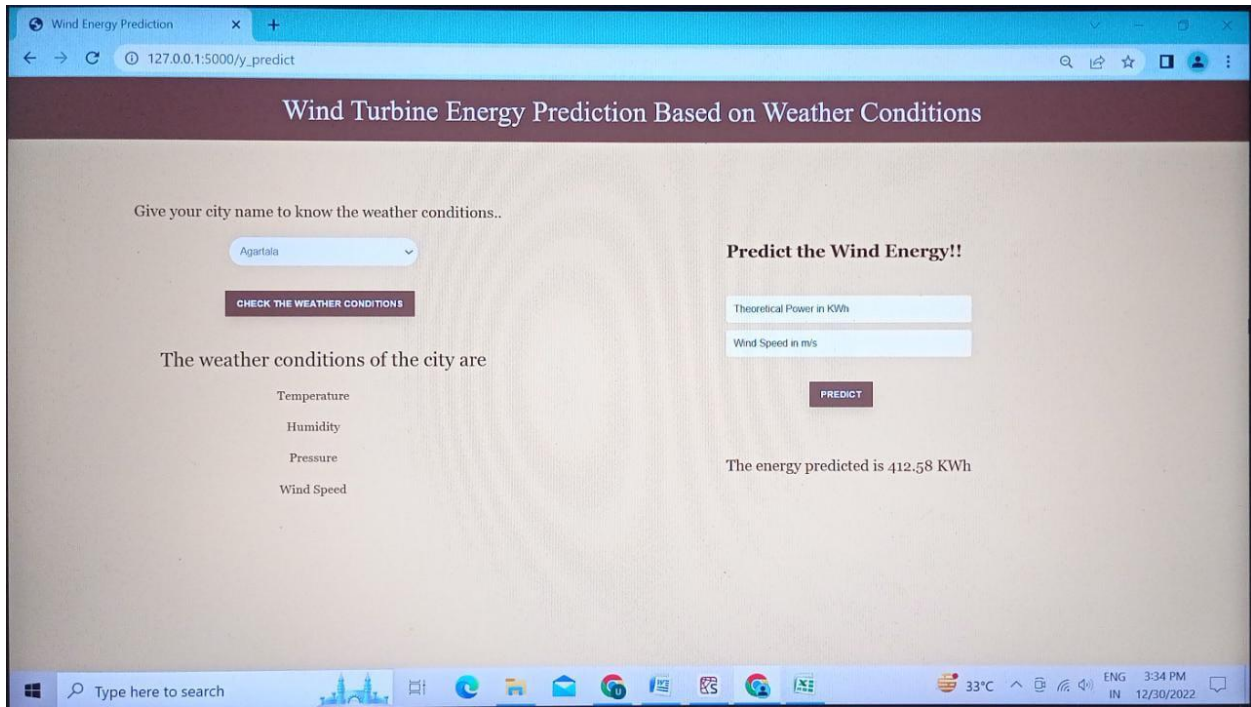 Wind Energy Prediction
127.0.0.1:5000/y_predict
Wind Turbine Energy Prediction Based on Weather Conditions
Give your city name to know the weather conditions..
Agartala
CHECK THE WEATHER CONDITIONS
The weather conditions of the city are
Temperature
Humidity
Pressure
Wind Speed
Predict the Wind Energy!!
Theoretical Power in KWh
Wind Speed in m/s
PREDICT
The energy predicted is 412.58 KWh
Type here to search
33°C
ENG
IN
3:34 PM
12/30/2022